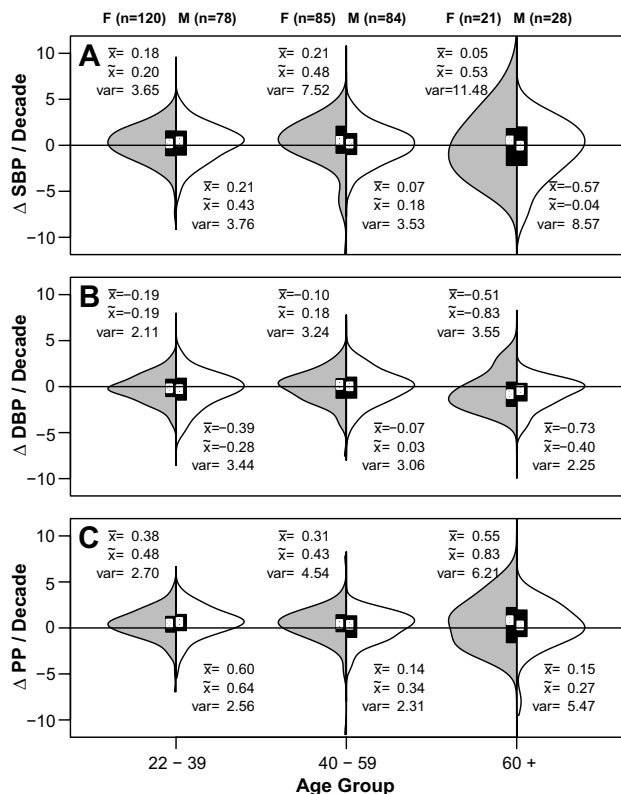 F (n=120) M (n=78) F (n=85) M (n=84) F (n=21) M (n=28)
A
Δ SBP / Decade
10
5
0
−5
−10
x̅= 0.18
x̃= 0.20
var= 3.65
x̅= 0.21
x̃= 0.43
var= 3.76
x̅= 0.21
x̃= 0.48
var= 7.52
x̅= 0.07
x̃= 0.18
var= 3.53
x̅= 0.05
x̃= 0.53
var=11.48
x̅=−0.57
x̃=−0.04
var= 8.57
B
Δ DBP / Decade
10
5
0
−5
−10
x̅=−0.19
x̃=−0.19
var= 2.11
x̅=−0.39
x̃=−0.28
var= 3.44
x̅=−0.10
x̃= 0.18
var= 3.24
x̅=−0.07
x̃= 0.03
var= 3.06
x̅=−0.51
x̃=−0.83
var= 3.55
x̅=−0.73
x̃=−0.40
var= 2.25
C
Δ PP / Decade
10
5
0
−5
−10
x̅= 0.38
x̃= 0.48
var= 2.70
x̅= 0.60
x̃= 0.64
var= 2.56
x̅= 0.31
x̃= 0.43
var= 4.54
x̅= 0.14
x̃= 0.34
var= 2.31
x̅= 0.55
x̃= 0.83
var= 6.21
x̅= 0.15
x̃= 0.27
var= 5.47
22 − 39
40 − 59
60 +
Age Group